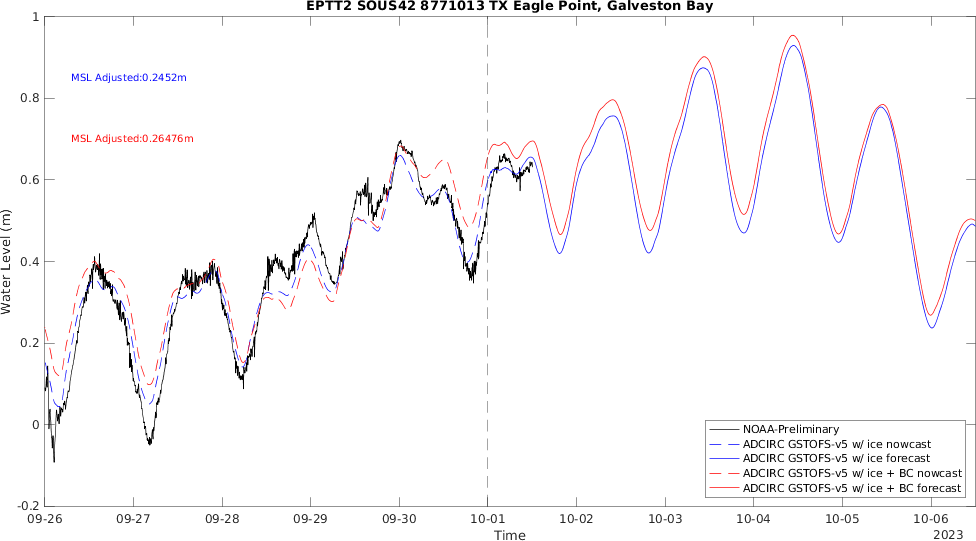 EPTT2 SOUS42 8771013 TX Eagle Point, Galveston Bay
1
0.8
0.6
0.4
0.2
0
-0.2
Water Level (m)
MSL Adjusted:0.2452m
MSL Adjusted:0.26476m
NOAA-Preliminary
ADCIRC GSTOFS-v5 w/ ice nowcast
ADCIRC GSTOFS-v5 w/ ice forecast
ADCIRC GSTOFS-v5 w/ ice + BC nowcast
ADCIRC GSTOFS-v5 w/ ice + BC forecast
09-26 09-27 09-28 09-29 09-30 10-01 10-02 10-03 10-04 10-05 10-06
Time
2023